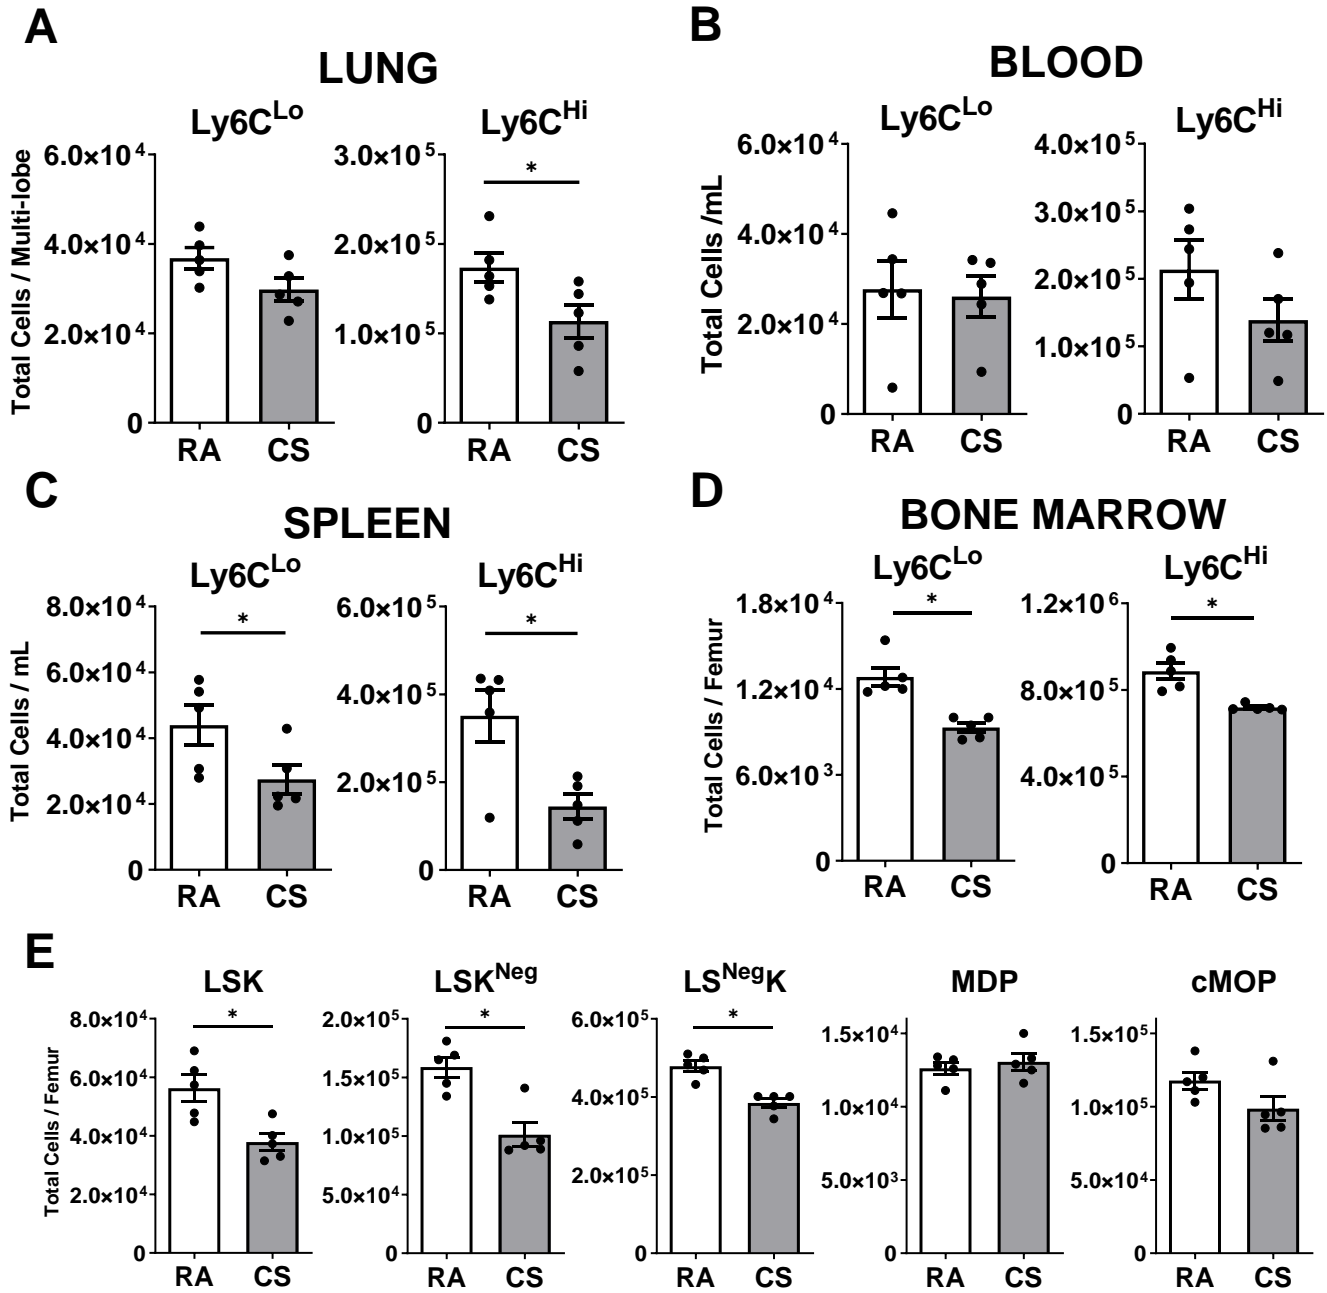 A
LUNG
Ly6C^Lo
Total Cells / Multi-lobe
6.0×10^4
4.0×10^4
2.0×10^4
0
RA CS
Ly6C^Hi
3.0×10^5
2.0×10^5
1.0×10^5
0
*
RA CS
B
BLOOD
Ly6C^Lo
Total Cells /mL
6.0×10^4
4.0×10^4
2.0×10^4
0
RA CS
Ly6C^Hi
4.0×10^5
3.0×10^5
2.0×10^5
1.0×10^5
0
RA CS
C
SPLEEN
Ly6C^Lo
Total Cells / mL
8.0×10^4
6.0×10^4
4.0×10^4
2.0×10^4
0
*
RA CS
Ly6C^Hi
6.0×10^5
4.0×10^5
2.0×10^5
0
*
RA CS
D
BONE MARROW
Ly6C^Lo
Total Cells / Femur
1.8×10^4
1.2×10^4
6.0×10^3
0
*
RA CS
Ly6C^Hi
1.2×10^6
8.0×10^5
4.0×10^5
0
*
RA CS
E
LSK
Total Cells / Femur
8.0×10^4
6.0×10^4
4.0×10^4
2.0×10^4
0
*
RA CS
LSK^Neg
2.0×10^5
1.5×10^5
1.0×10^5
5.0×10^4
0
*
RA CS
LS^Neg K
6.0×10^5
4.0×10^5
2.0×10^5
0
*
RA CS
MDP
1.5×10^4
1.0×10^4
5.0×10^3
0
RA CS
cMOP
1.5×10^5
1.0×10^5
5.0×10^4
0
RA CS